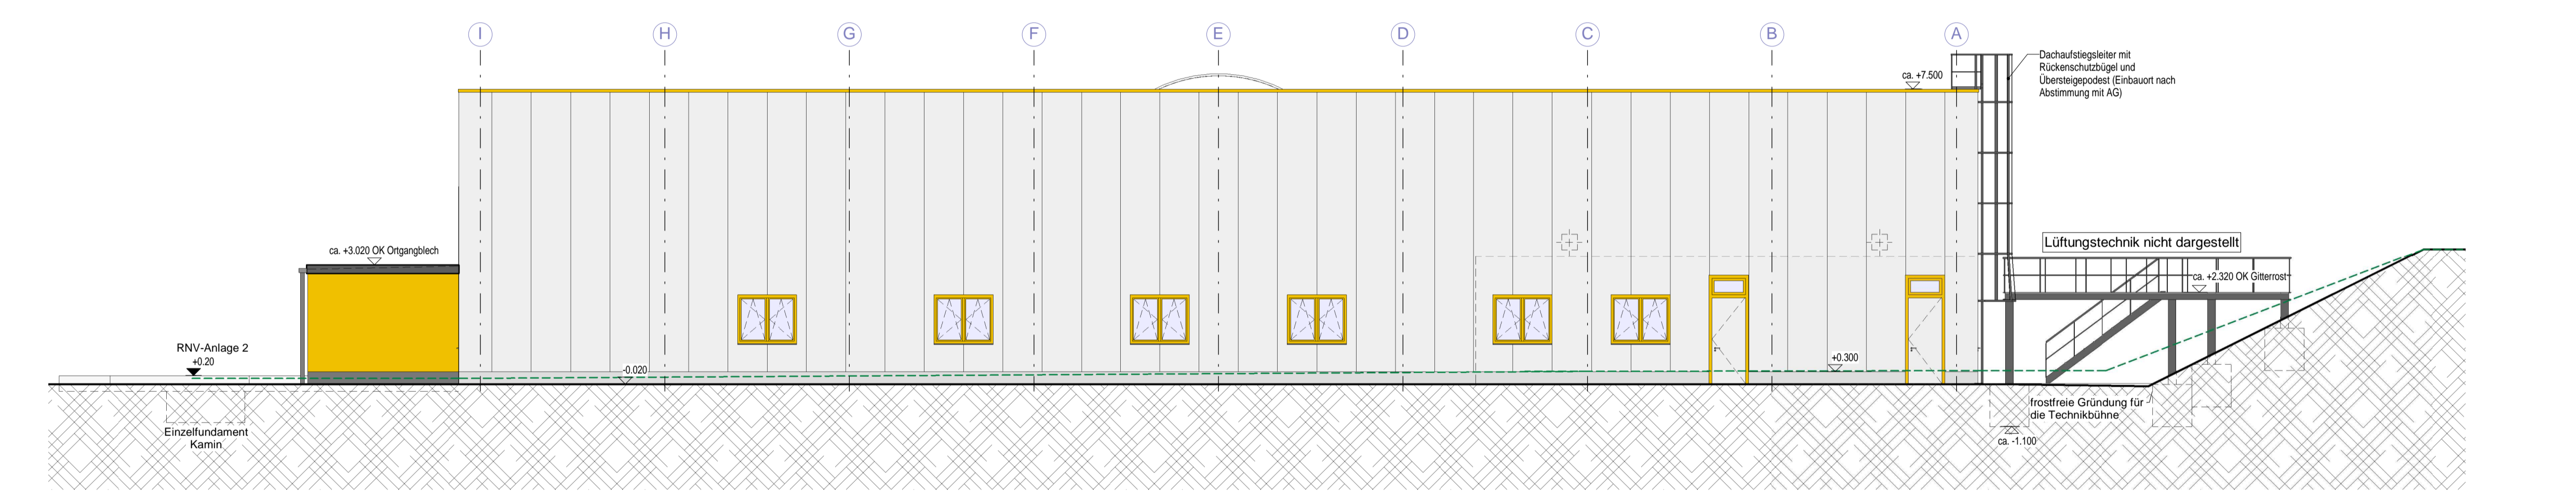 I
H
G
F
E
D
C
B
A
Dachaufstiegsleiter mit
Rückenschutzbügel und
Übersteigepodest (Einbauort nach
Abstimmung mit AG)
ca. +7.500
ca. +3.020 OK Ortgangblech
Lüftungstechnik nicht dargestellt
ca. +2.320 OK Gitterrost
RNV-Anlage 2
+0.20
-0.020
+0.300
frostfreie Gründung für
die Technikbühne
Einzelfundament
Kamin
ca. -1.100